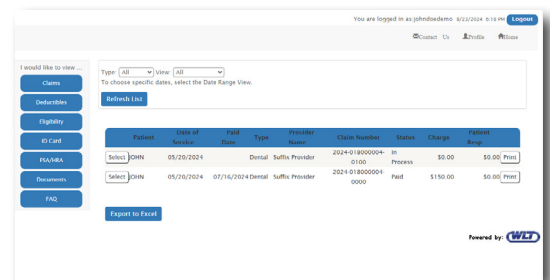 You are logged in as:johndoedemo 8/23/2024 6:19 PM Logout
Contact Us Profile Home
I would like to view ...
Claims
Deductibles
Eligibility
ID Card
FSA/HRA
Documents
FAQ
Type: All View: All
To choose specific dates, select the Date Range View.
Refresh List
Patient Date of Service Paid Date Type Provider Name Claim Number Status Charge Patient Resp
Select JOHN 05/20/2024 Dental Suffix Provider 2024-018000004-0100 In Process $0.00 $0.00 Print
Select JOHN 05/20/2024 07/16/2024 Dental Suffix Provider 2024-018000004-0000 Paid $150.00 $0.00 Print
Export to Excel
Powered by: WLT